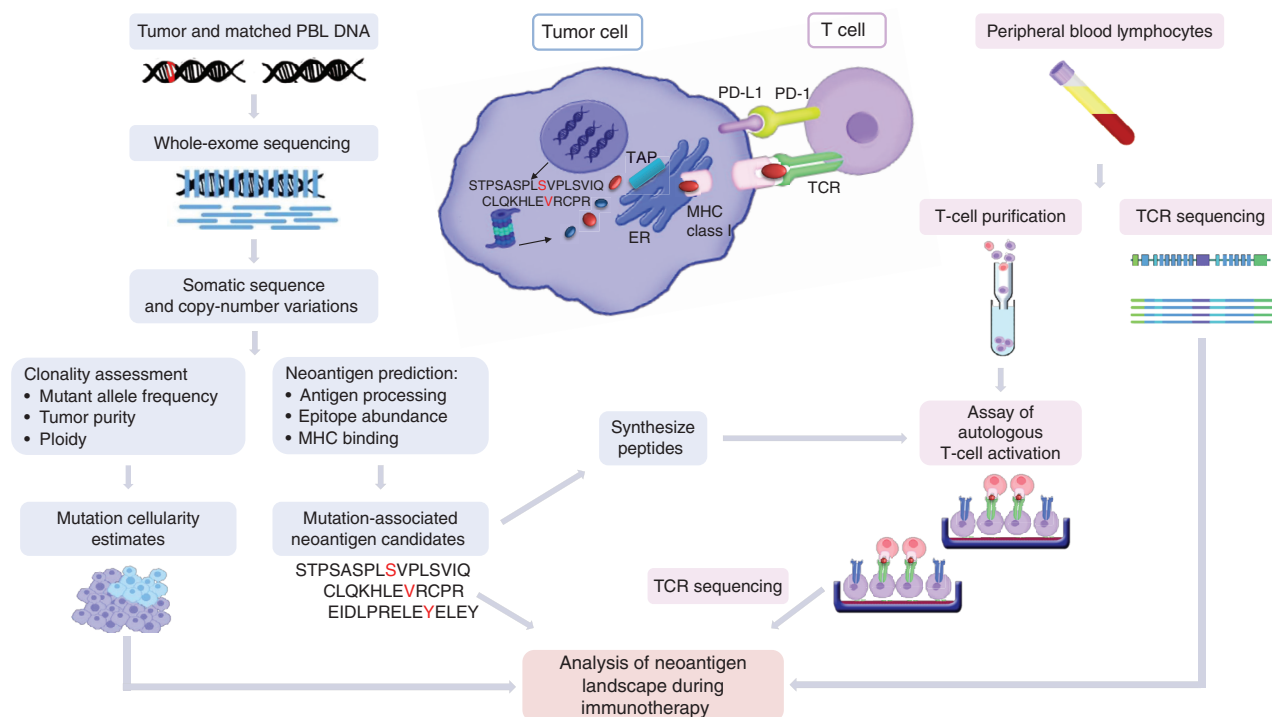 Tumor and matched PBL DNA
Whole-exome sequencing
Somatic sequence
and copy-number variations
Clonality assessment
• Mutant allele frequency
• Tumor purity
• Ploidy
Neoantigen prediction:
• Antigen processing
• Epitope abundance
• MHC binding
Mutation cellularity
estimates
Mutation-associated
neoantigen candidates
STPSASPLSVPLSVIQ
CLQKHLEVRCPR
EIDLPRELEYELEY
Synthesize
peptides
Tumor cell
T cell
PD-L1
PD-1
TAP
STPSASPLSVPLSVIQ
CLQKHLEVRCPR
ER
MHC
class I
TCR
Peripheral blood lymphocytes
T-cell purification
TCR sequencing
Assay of
autologous
T-cell activation
TCR sequencing
Analysis of neoantigen
landscape during
immunotherapy